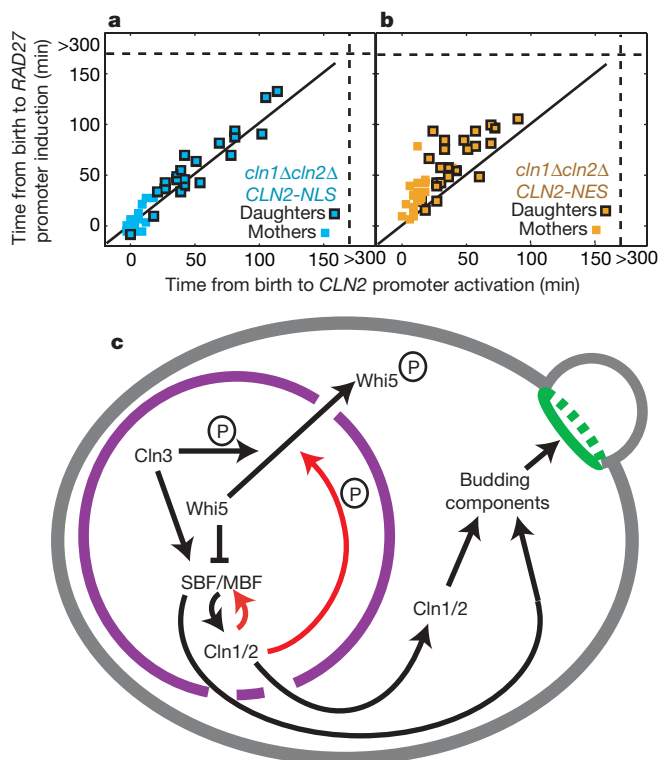 a
b
Time from birth to RAD27
promoter induction (min)
>300
150
100
50
0
cln1Δcln2Δ
CLN2-NLS
Daughters
Mothers
cln1Δcln2Δ
CLN2-NES
Daughters
Mothers
0
50
100
150
>300
0
50
100
150
>300
Time from birth to CLN2 promoter activation (min)
c
Whi5
P
P
Cln3
Whi5
P
SBF/MBF
Cln1/2
Budding
components
Cln1/2